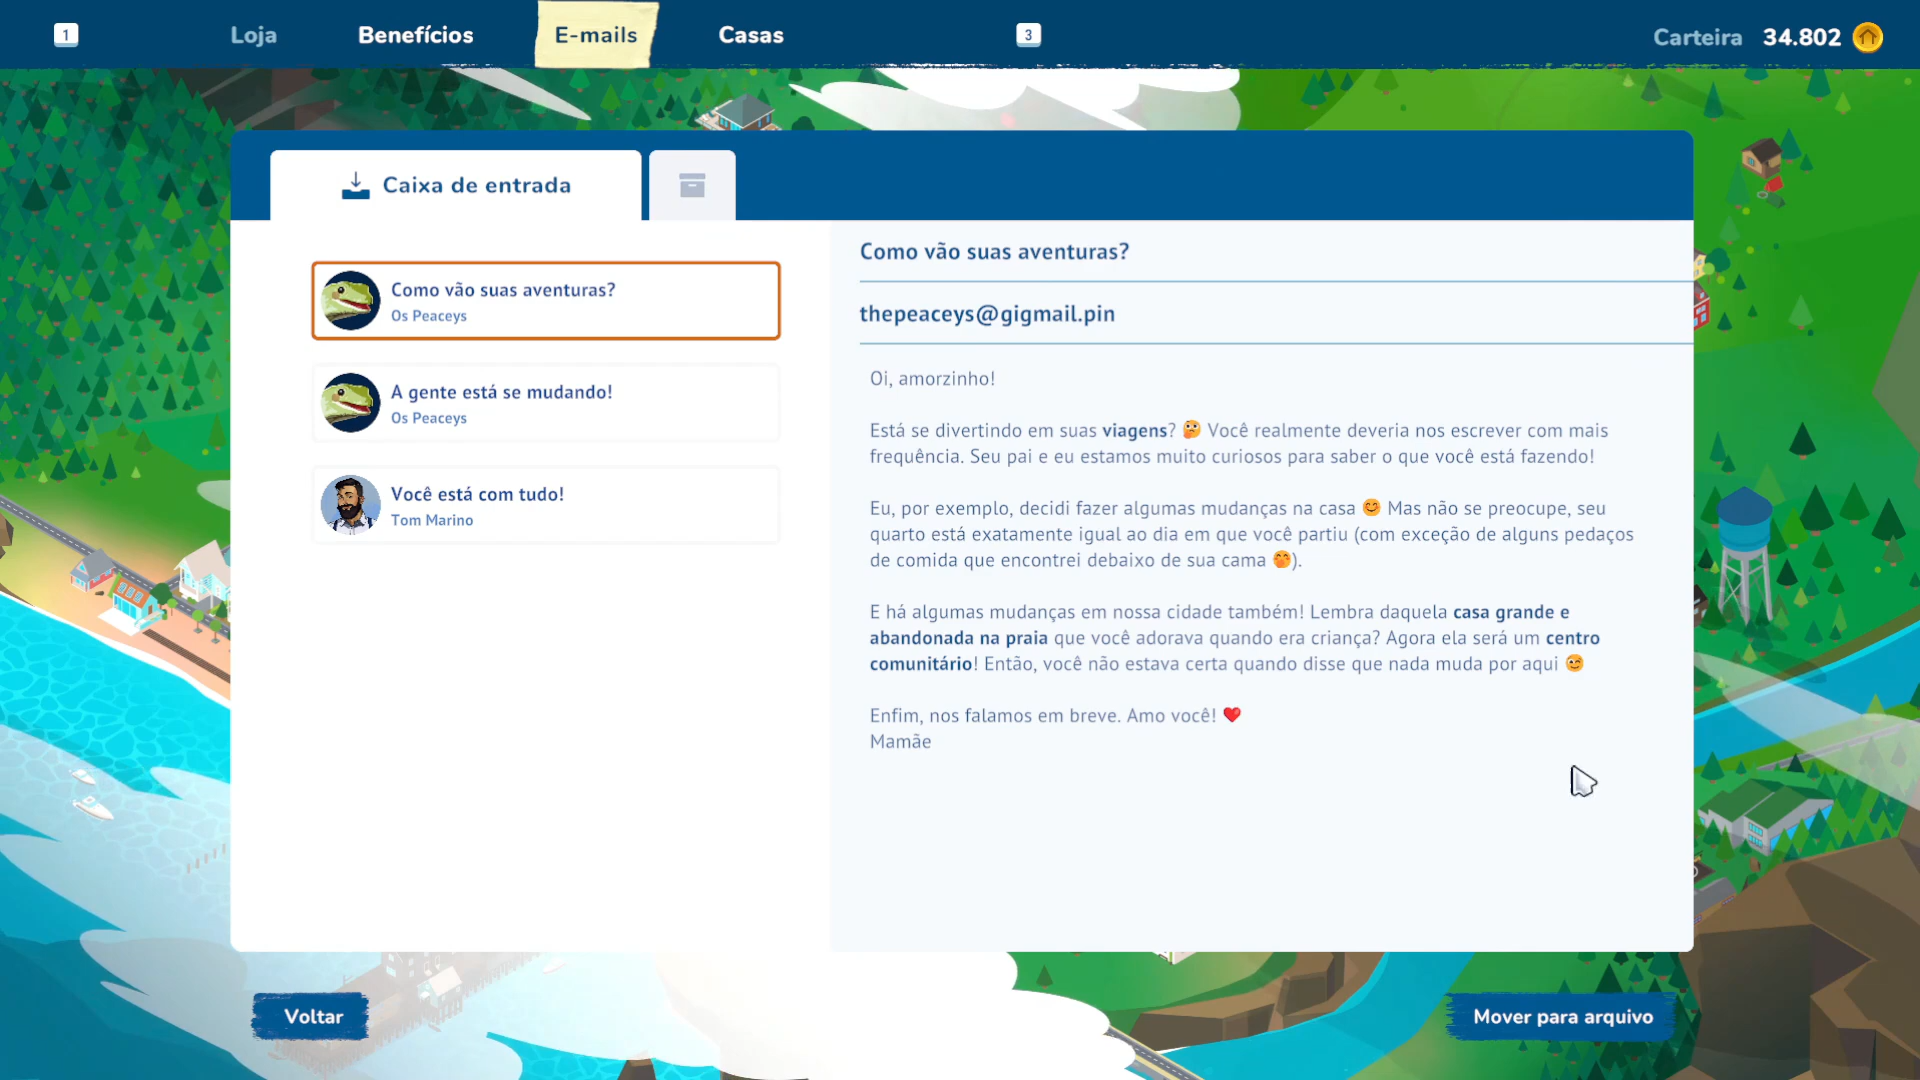 1
Loja
Benefícios
E-mails
Casas
3
Carteira
34.802
Caixa de entrada
Como vão suas aventuras?
Os Peaceys
A gente está se mudando!
Os Peaceys
Você está com tudo!
Tom Marino
Como vão suas aventuras?
thepeaceys@gigmail.pin
Oi, amorzinho!
Está se divertindo em suas viagens? 🤔 Você realmente deveria nos escrever com mais
frequência. Seu pai e eu estamos muito curiosos para saber o que você está fazendo!
Eu, por exemplo, decidi fazer algumas mudanças na casa 😊 Mas não se preocupe, seu
quarto está exatamente igual ao dia em que você partiu (com exceção de alguns pedaços
de comida que encontrei debaixo de sua cama 🤭).
E há algumas mudanças em nossa cidade também! Lembra daquela casa grande e
abandonada na praia que você adorava quando era criança? Agora ela será um centro
comunitário! Então, você não estava certa quando disse que nada muda por aqui 😉
Enfim, nos falamos em breve. Amo você! ❤️
Mamãe
Voltar
Mover para arquivo